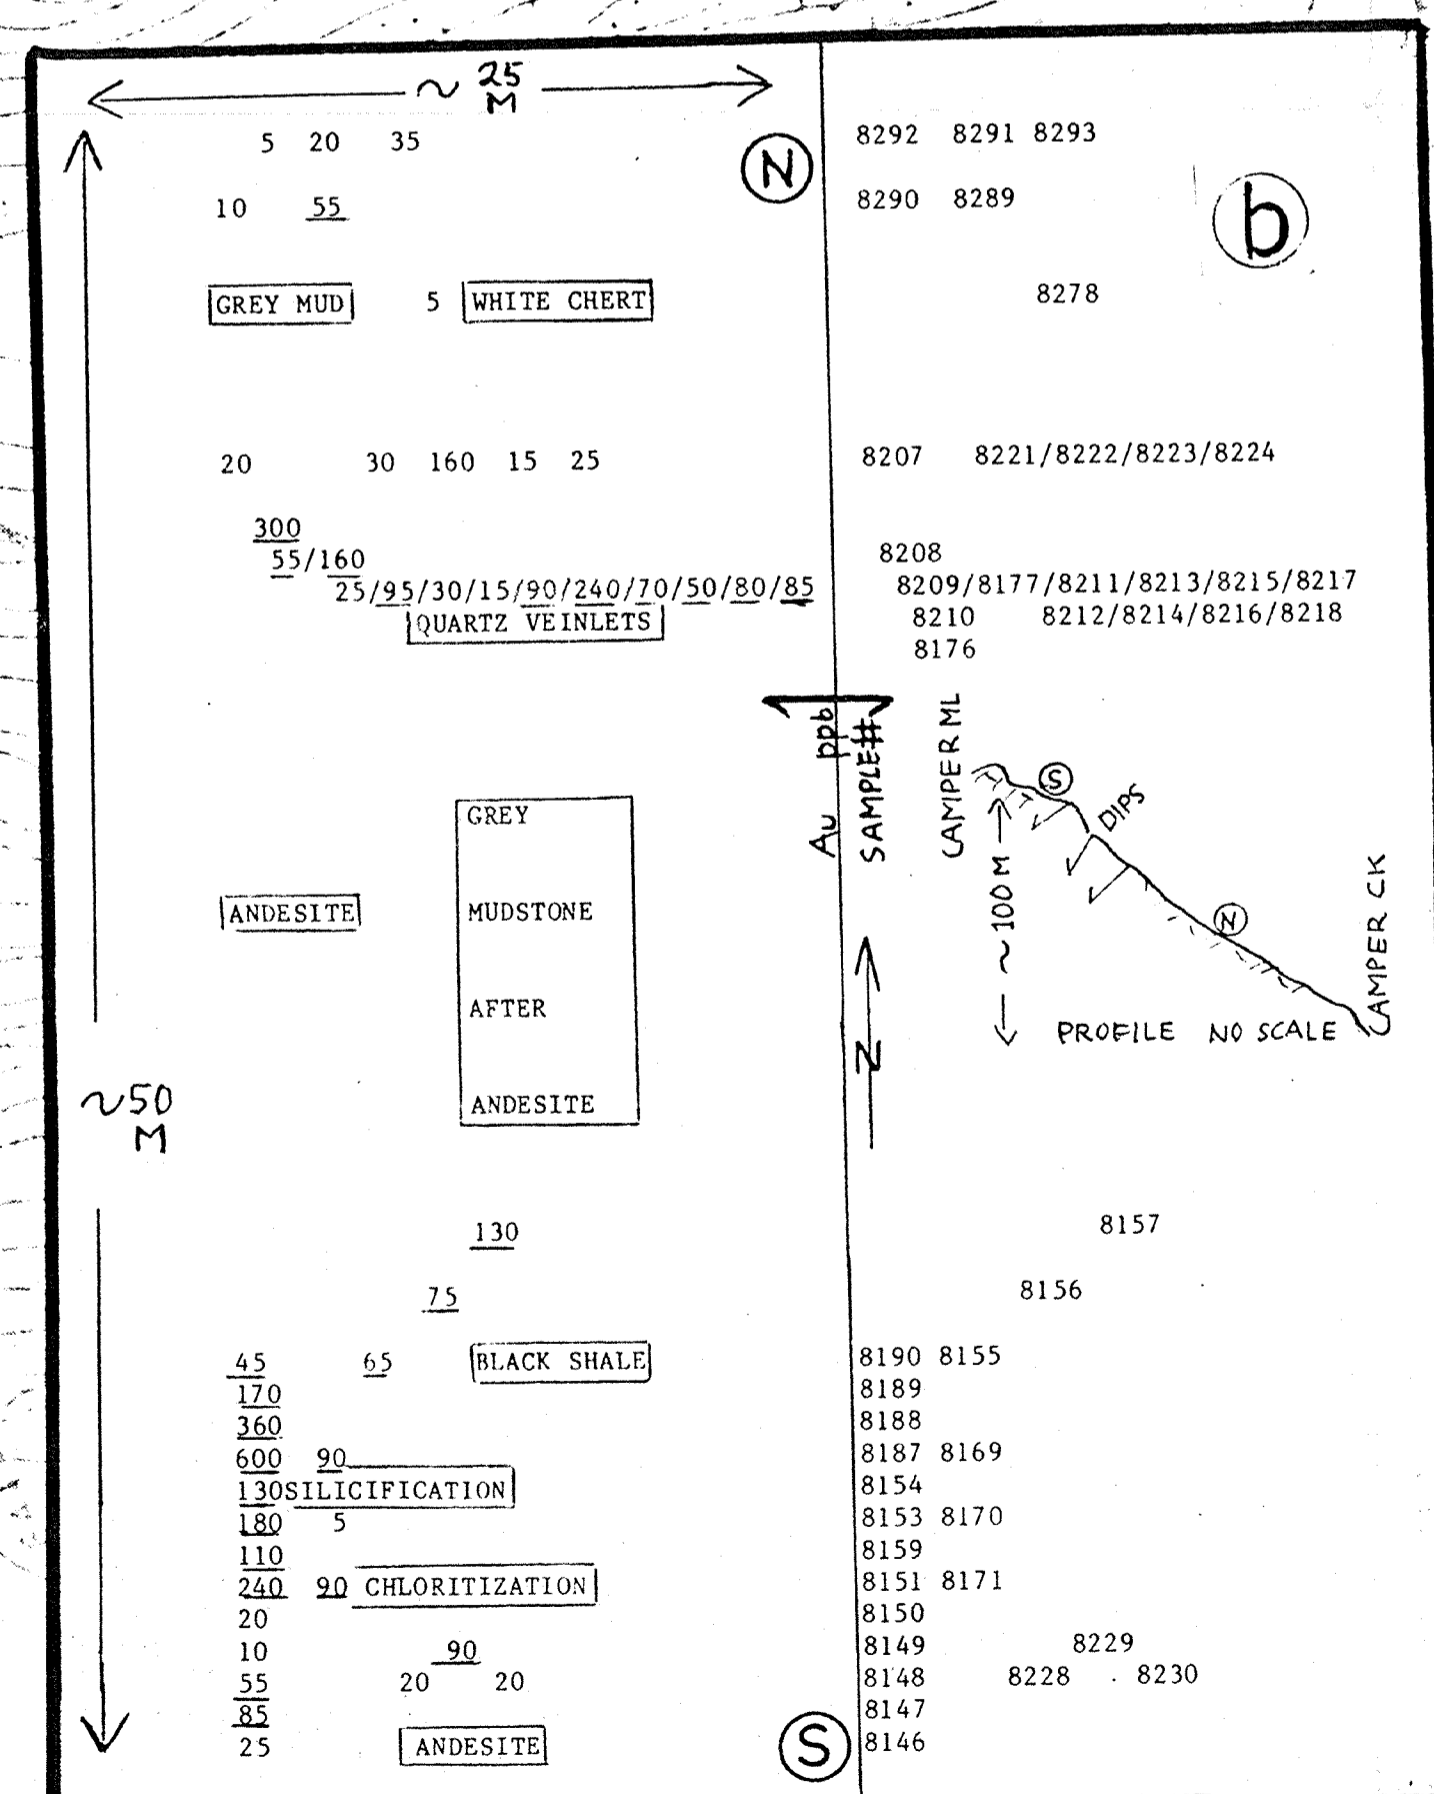 ~ 25 M
5 20 35 N 8292 8291 8293
10 55 8290 8289 b
GREY MUD 5 WHITE CHERT 8278
20 30 160 15 25 8207 8221/8222/8223/8224
300
55/160 8208
25/95/30/15/90/240/70/50/80/85 8209/8177/8211/8213/8215/8217
QUARTZ VEINLETS 8210 8212/8214/8216/8218
8176
Au ppb
SAMPLE#
CAMPER ML
S
DIPS
~100M
N
CAMPER CK
PROFILE NO SCALE
GREY
ANDESITE MUDSTONE
AFTER
ANDESITE
N
~50
M
130 8157
75 8156
45 65 BLACK SHALE 8190 8155
170 8189
360 8188
600 90 8187 8169
130 SILICIFICATION 8154
180 5 8153 8170
110 8159
240 90 CHLORITIZATION 8151 8171
20 8150
10 90 8149 8229
55 20 20 8148 8228 8230
85 8147
25 ANDESITE S 8146